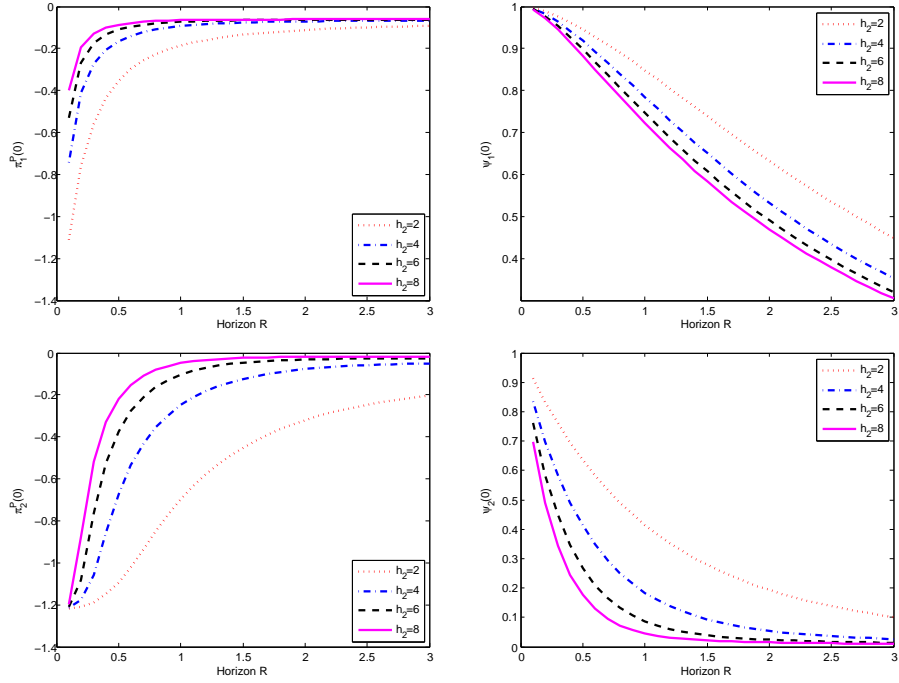 0
−0.2
−0.4
−0.6
−0.8
−1
−1.2
−1.4
0 0.5 1 1.5 2 2.5 3
Horizon R
π₁ᴾ(0)
h₂=2
h₂=4
h₂=6
h₂=8
1
0.9
0.8
0.7
0.6
0.5
0.4
0 0.5 1 1.5 2 2.5 3
Horizon R
ψ₁(0)
h₂=2
h₂=4
h₂=6
h₂=8
0
−0.2
−0.4
−0.6
−0.8
−1
−1.2
−1.4
0 0.5 1 1.5 2 2.5 3
Horizon R
π₂ᴾ(0)
h₂=2
h₂=4
h₂=6
h₂=8
1
0.9
0.8
0.7
0.6
0.5
0.4
0.3
0.2
0.1
0
0 0.5 1 1.5 2 2.5 3
Horizon R
ψ₂(0)
h₂=2
h₂=4
h₂=6
h₂=8